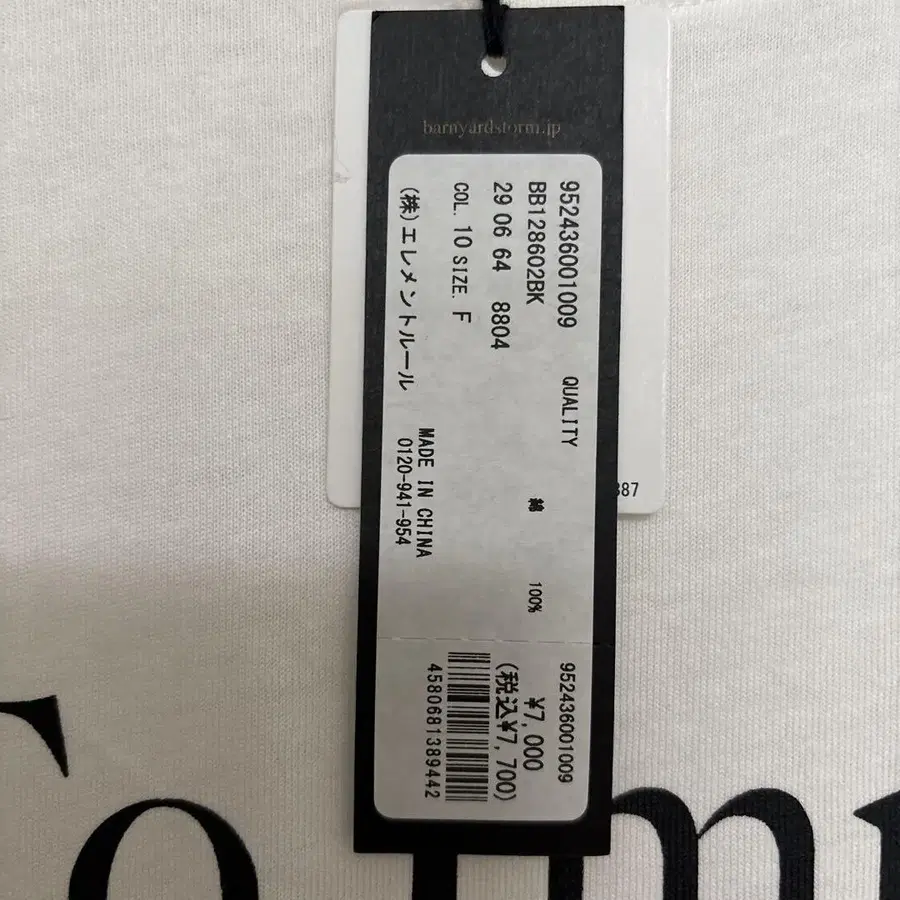 barnyardstorm.jp
952436001009
BB128602BK
29 06 64 8804
COL. 10 SIZE. F
(株)エレメントルール
QUALITY
綿 100%
MADE IN CHINA
0120-941-954
952436001009
¥7,000
(税込¥7,700)
4580681389442
387